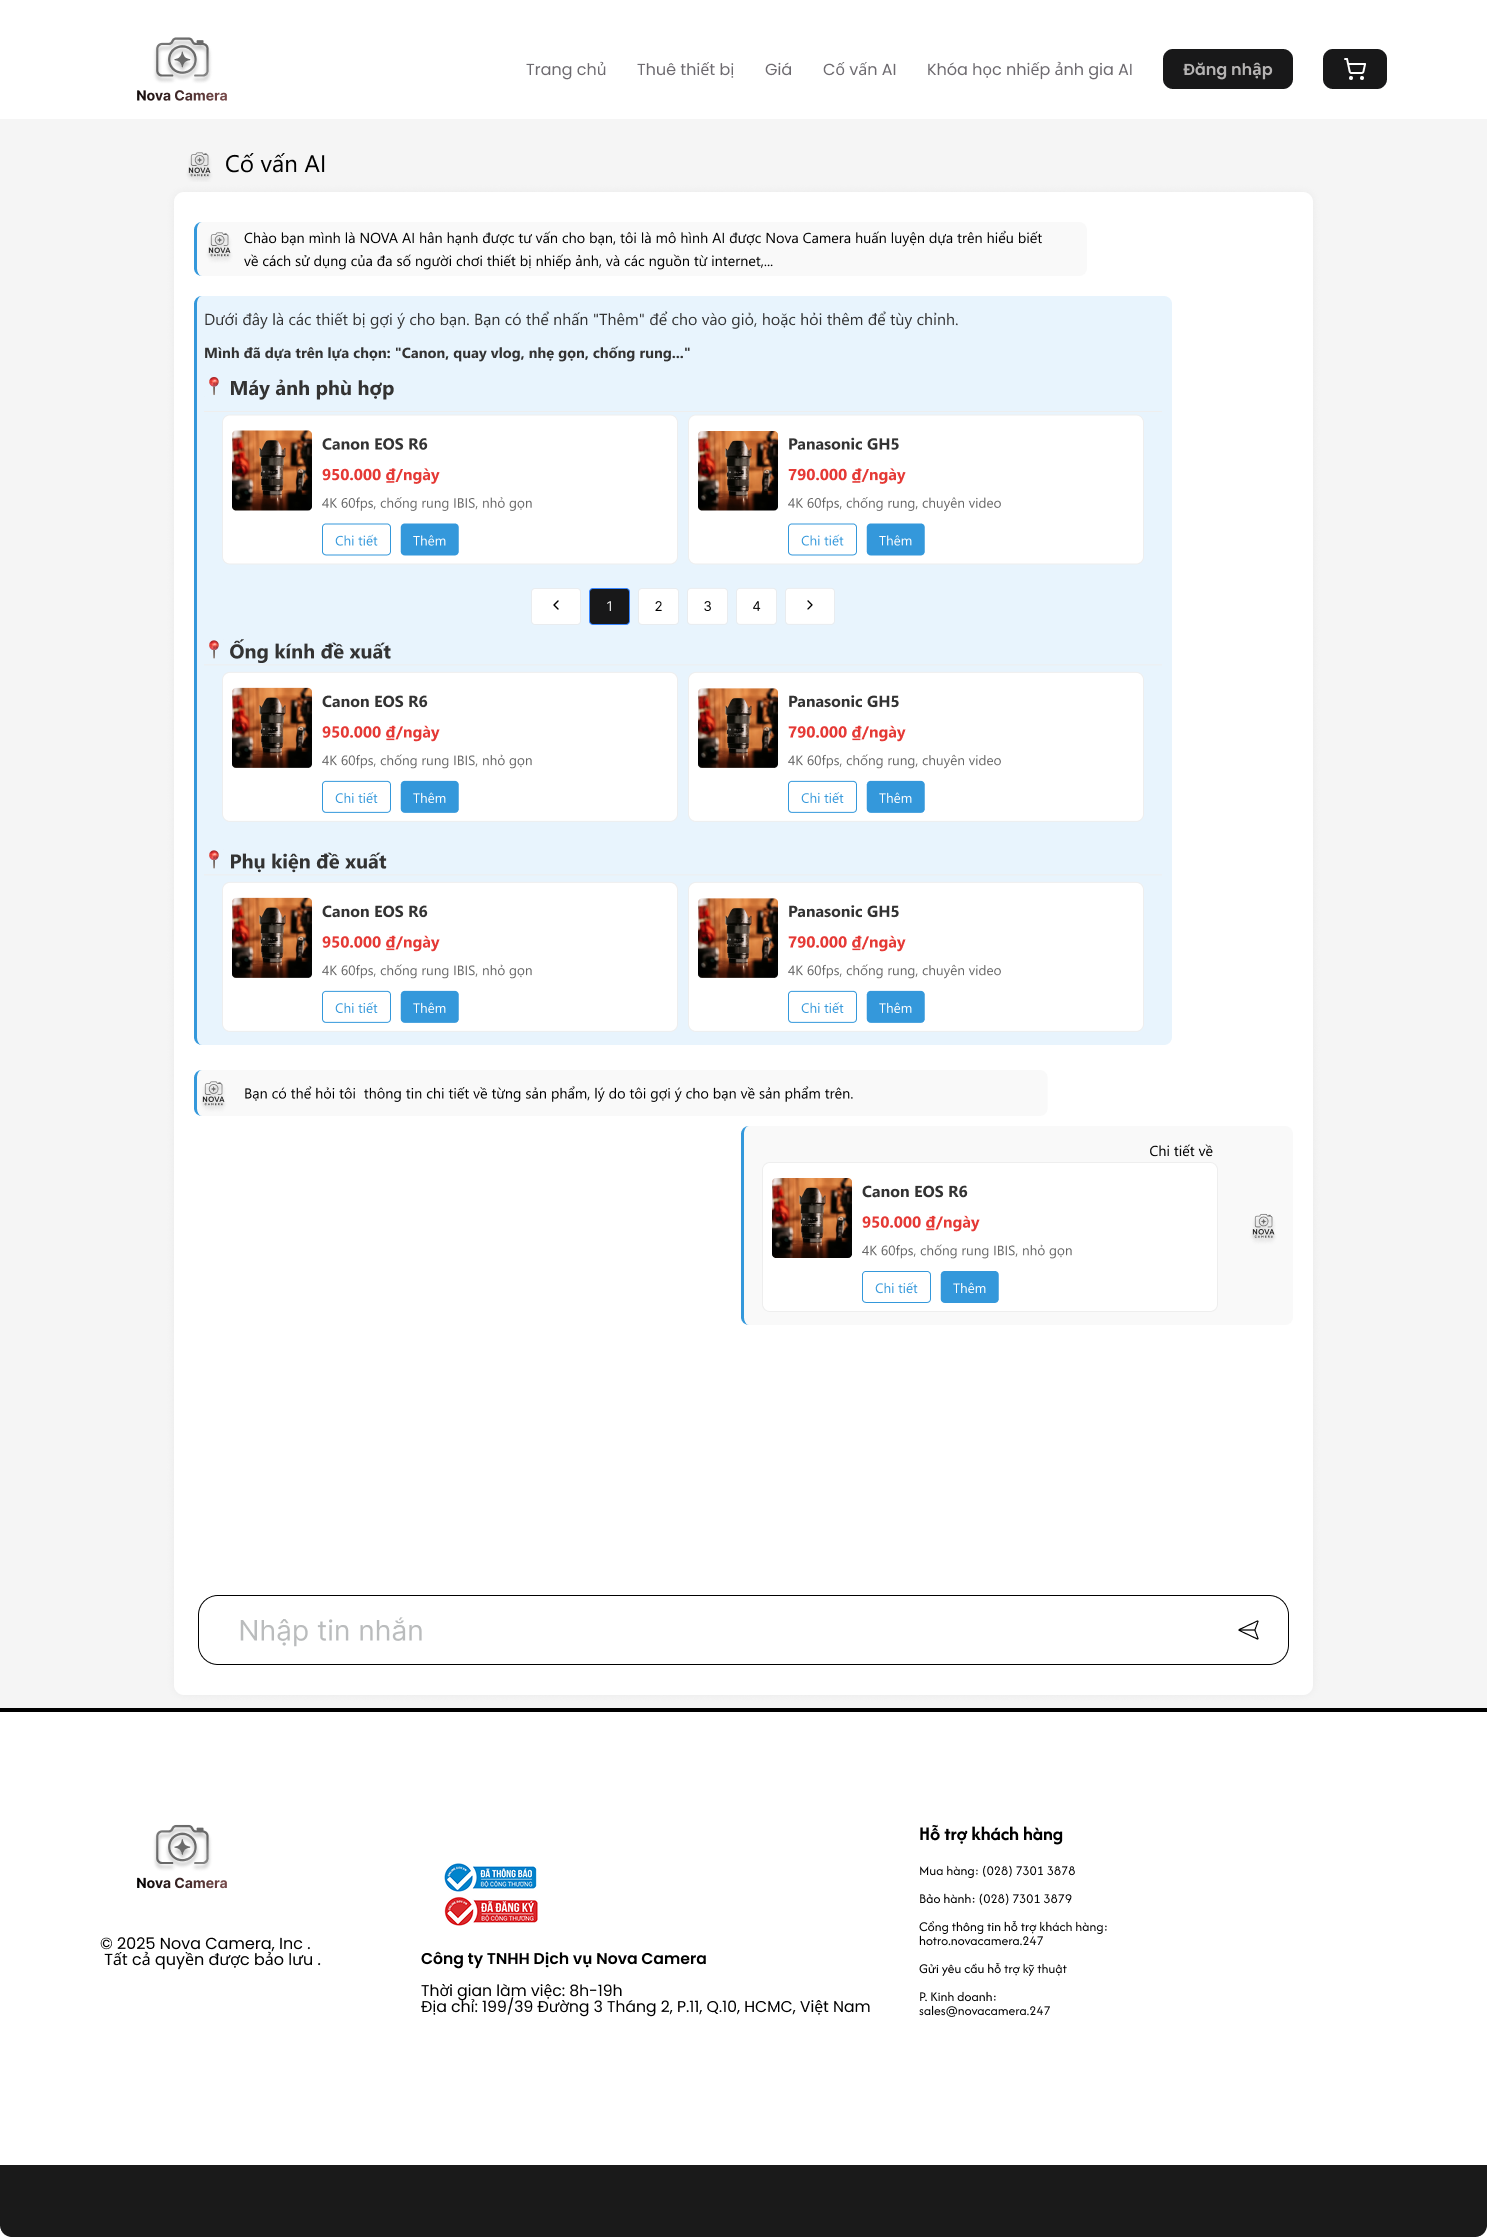 Nova Camera
Trang chủ
Thuê thiết bị
Giá
Cố vấn AI
Khóa học nhiếp ảnh gia AI
Đăng nhập
NOVA
CAMERA
Cố vấn AI
NOVA
CAMERA
Chào bạn mình là NOVA AI hân hạnh được tư vấn cho bạn, tôi là mô hình AI được Nova Camera huấn luyện dựa trên hiểu biết
về cách sử dụng của đa số người chơi thiết bị nhiếp ảnh, và các nguồn từ internet,...
Dưới đây là các thiết bị gợi ý cho bạn. Bạn có thể nhấn "Thêm" để cho vào giỏ, hoặc hỏi thêm để tùy chỉnh.
Mình đã dựa trên lựa chọn: "Canon, quay vlog, nhẹ gọn, chống rung..."
Máy ảnh phù hợp
Canon EOS R6
950.000 ₫/ngày
4K 60fps, chống rung IBIS, nhỏ gọn
Chi tiết
Thêm
Panasonic GH5
790.000 ₫/ngày
4K 60fps, chống rung, chuyên video
Chi tiết
Thêm
1
2
3
4
Ống kính đề xuất
Canon EOS R6
950.000 ₫/ngày
4K 60fps, chống rung IBIS, nhỏ gọn
Chi tiết
Thêm
Panasonic GH5
790.000 ₫/ngày
4K 60fps, chống rung, chuyên video
Chi tiết
Thêm
Phụ kiện đề xuất
Canon EOS R6
950.000 ₫/ngày
4K 60fps, chống rung IBIS, nhỏ gọn
Chi tiết
Thêm
Panasonic GH5
790.000 ₫/ngày
4K 60fps, chống rung, chuyên video
Chi tiết
Thêm
NOVA
CAMERA
Bạn có thể hỏi tôi  thông tin chi tiết về từng sản phẩm, lý do tôi gợi ý cho bạn về sản phẩm trên.
Chi tiết về
Canon EOS R6
950.000 ₫/ngày
4K 60fps, chống rung IBIS, nhỏ gọn
Chi tiết
Thêm
NOVA
CAMERA
Nhập tin nhắn
Nova Camera
© 2025 Nova Camera, Inc .
Tất cả quyền được bảo lưu .
ĐÃ THÔNG BÁO
BỘ CÔNG THƯƠNG
ĐÃ ĐĂNG KÝ
BỘ CÔNG THƯƠNG
Công ty TNHH Dịch vụ Nova Camera
Thời gian làm việc: 8h-19h
Địa chỉ: 199/39 Đường 3 Tháng 2, P.11, Q.10, HCMC, Việt Nam
Hỗ trợ khách hàng
Mua hàng: (028) 7301 3878
Bảo hành: (028) 7301 3879
Cổng thông tin hỗ trợ khách hàng:
hotro.novacamera.247
Gửi yêu cầu hỗ trợ kỹ thuật
P. Kinh doanh:
sales@novacamera.247